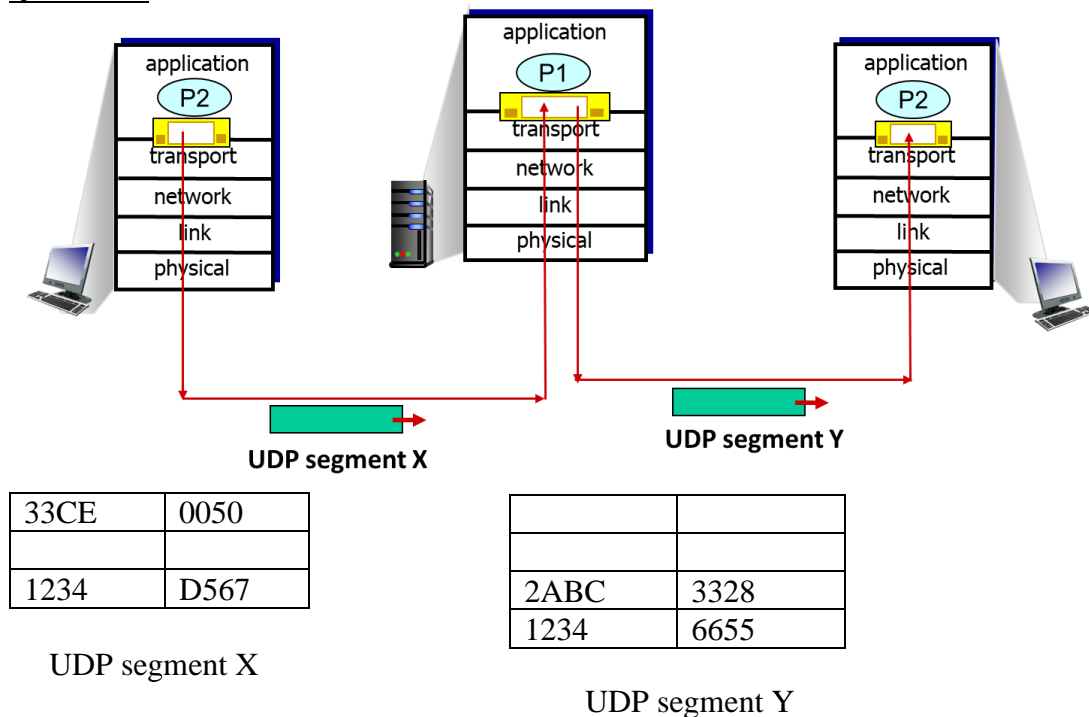 application
P2
transport
network
link
physical
application
P1
transport
network
link
physical
application
P2
transport
network
link
physical
UDP segment X
UDP segment Y
33CE 0050
1234 D567
UDP segment X
2ABC 3328
1234 6655
UDP segment Y